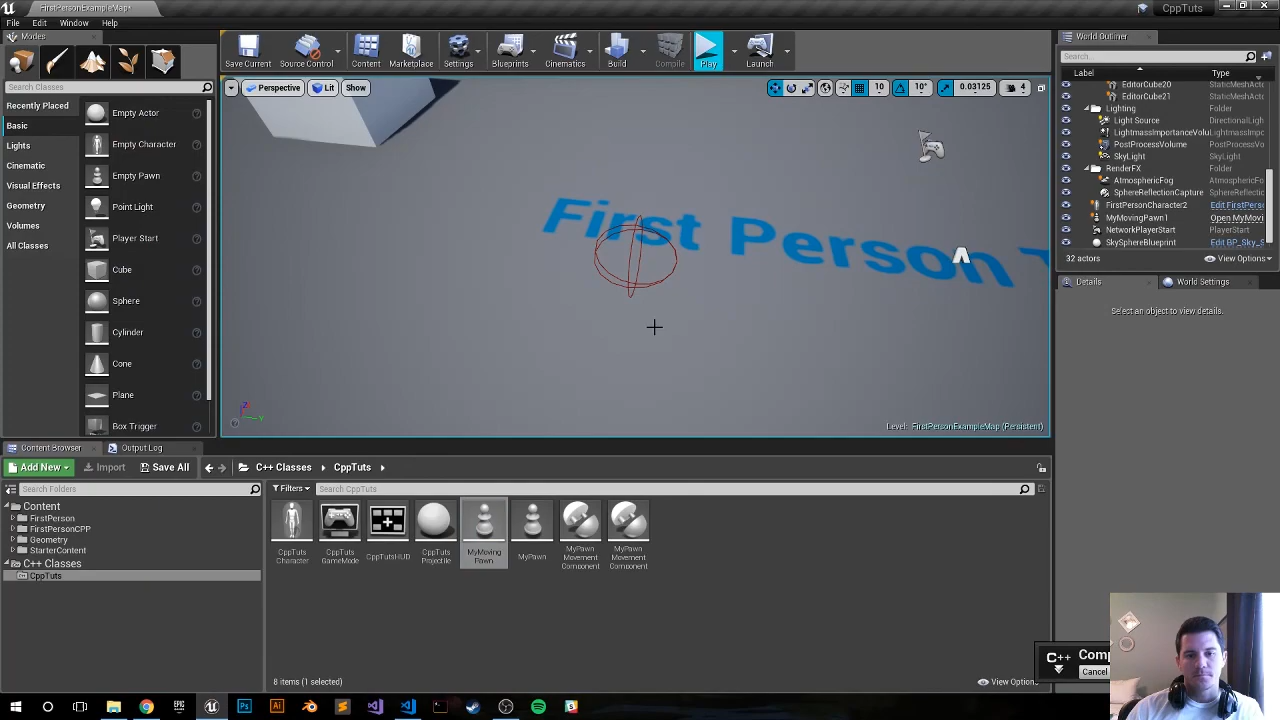 FirstPersonExampleMap*
CppTuts
File Edit Window Help
Modes
Search Classes
Recently Placed
Basic
Lights
Cinematic
Visual Effects
Geometry
Volumes
All Classes
Empty Actor
Empty Character
Empty Pawn
Point Light
Player Start
Cube
Sphere
Cylinder
Cone
Plane
Box Trigger
Save Current
Source Control
Content
Marketplace
Settings
Blueprints
Cinematics
Build
Compile
Play
Launch
Perspective
Lit
Show
10
10°
0.03125
4
First Person T
Level: FirstPersonExampleMap (Persistent)
World Outliner
Search...
Label Type
EditorCube20 StaticMeshActo
EditorCube21 StaticMeshActo
Lighting Folder
Light Source DirectionalLigh
LightmassImportanceVolu LightmassImpo
PostProcessVolume PostProcessVo
SkyLight SkyLight
RenderFX Folder
AtmosphericFog AtmosphericFo
SphereReflectionCapture SphereReflecti
FirstPersonCharacter2 Edit FirstPerso
MyMovingPawn1 Open MyMovi
NetworkPlayerStart PlayerStart
SkySphereBlueprint Edit BP_Sky_S
32 actors
View Options
Details
World Settings
Select an object to view details.
Content Browser
Output Log
Add New
Import
Save All
C++ Classes
CppTuts
Search Folders
Filters
Search CppTuts
Content
FirstPerson
FirstPersonCPP
Geometry
StarterContent
C++ Classes
CppTuts
CppTuts Character
CppTuts GameMode
CppTutsHUD
CppTuts Projectile
MyMoving Pawn
MyPawn
MyPawn Movement Component
MyPawn Movement Component
8 items (1 selected)
View Option
C++
Comp
Cancel